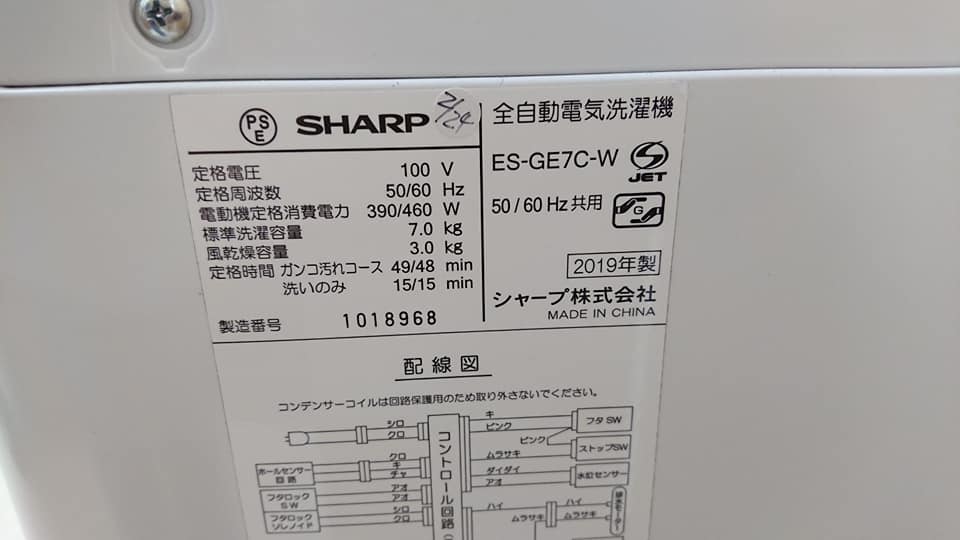 PS
E
SHARP
2/24
全自動電気洗濯機
ES-GE7C-W
JET
50/60 Hz共用
G
2019年製
シャープ株式会社
MADE IN CHINA
定格電圧 100 V
定格周波数 50/60 Hz
電動機定格消費電力 390/460 W
標準洗濯容量 7.0 kg
風乾燥容量 3.0 kg
定格時間 ガンコ汚れコース 49/48 min
洗いのみ 15/15 min
製造番号 1018968
配線図
コンデンサーコイルは回路保護用のため取り外さないでください。
シロ
クロ
ホールセンサー
回路
クロ
キ
チャ
フタロック
SW
アオ
アオ
フタロック
ソレノイド
シロ
クロ
コントロール回路
キ
ピンク
フタSW
ピンク
ストップSW
ムラサキ
ダイダイ
アオ
水位センサー
ハイ
ハイ
ムラサキ
ムラサキ
排水モーター